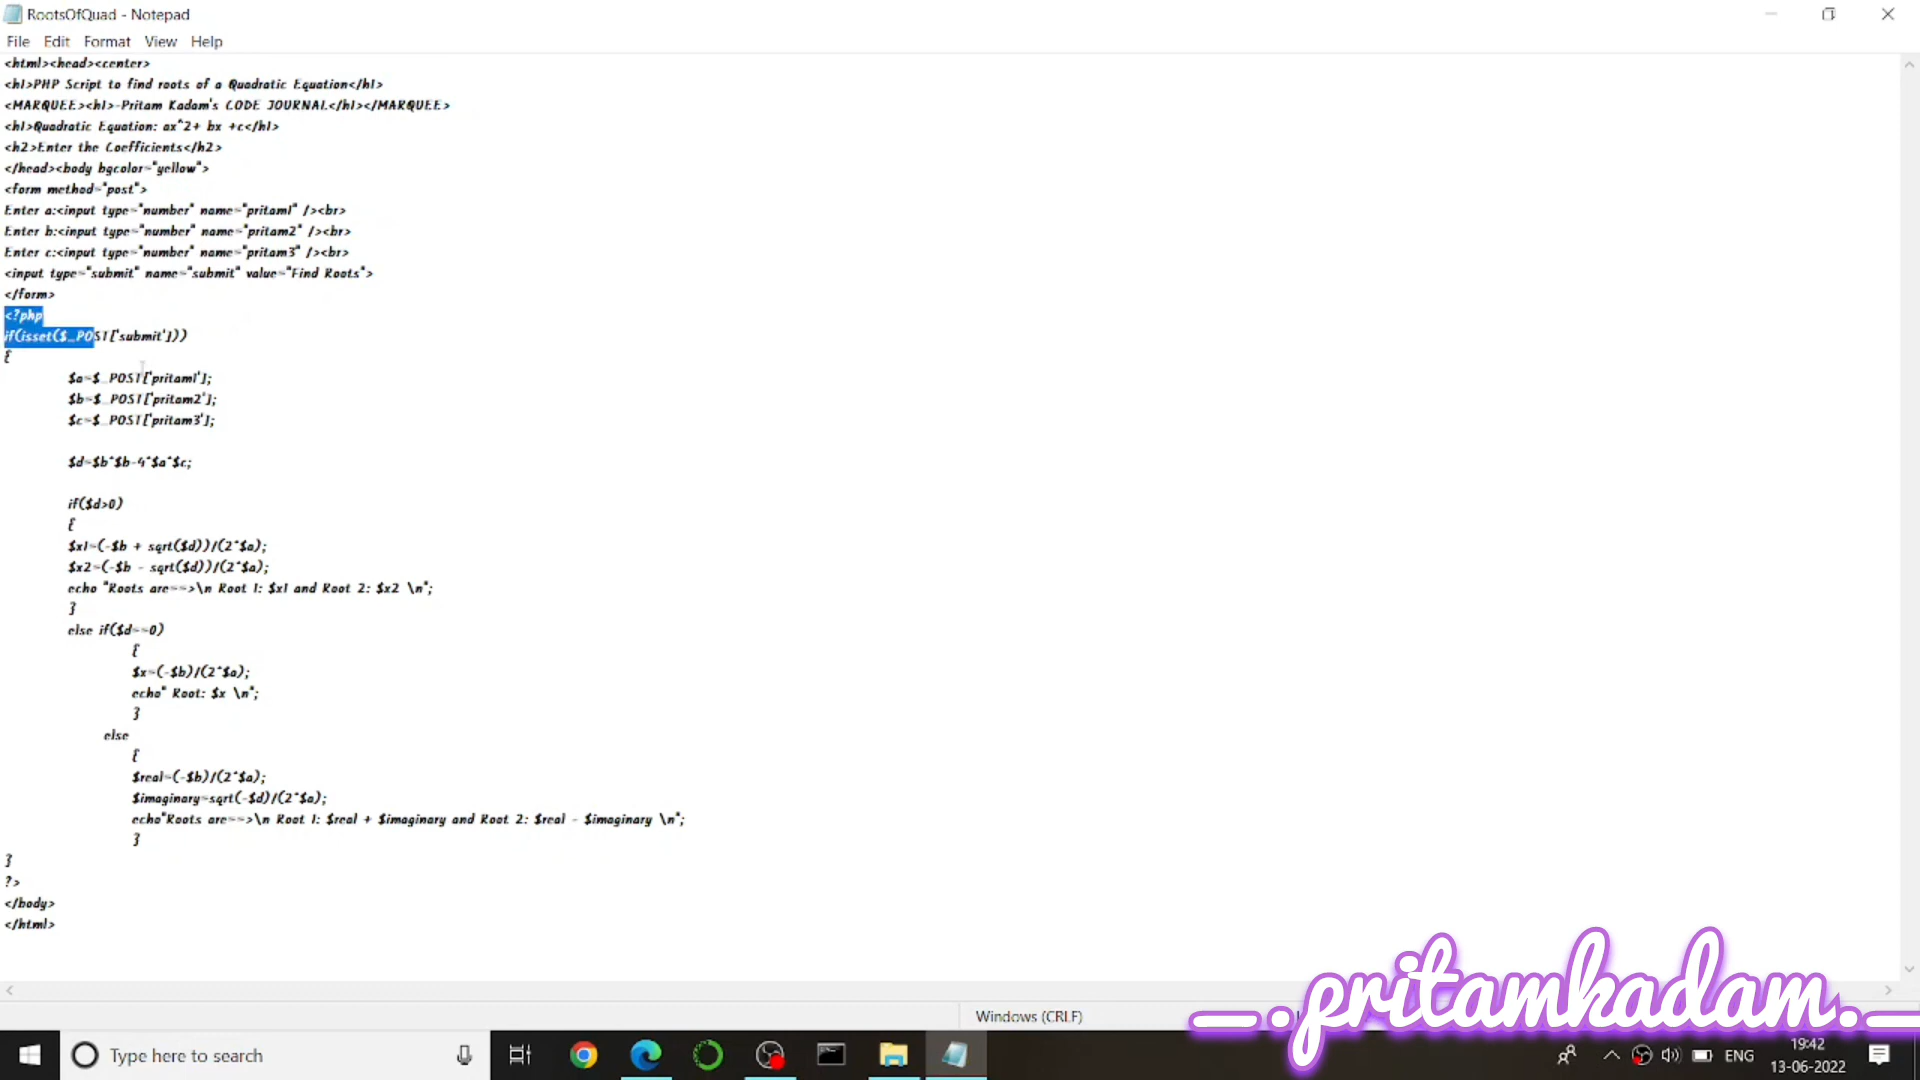 RootsOfQuad - Notepad
File Edit Format View Help
<html><head><center>
<h1>PHP Script to find roots of a Quadratic Equation</h1>
<MARQUEE><h1>-Pritam Kadam's CODE JOURNAL</h1></MARQUEE>
<h1>Quadratic Equation: ax^2+ bx +c</h1>
<h2>Enter the Coefficients</h2>
</head><body bgcolor="yellow">
<form method="post">
Enter a:<input type="number" name="pritam1" /><br>
Enter b:<input type="number" name="pritam2" /><br>
Enter c:<input type="number" name="pritam3" /><br>
<input type="submit" name="submit" value="Find Roots">
</form>
<?php
if(isset($_POST['submit']))
{
$a=$_POST['pritam1'];
$b=$_POST['pritam2'];
$c=$_POST['pritam3'];
$d=$b*$b-4*$a*$c;
if($d>0)
{
$x1=(-$b + sqrt($d))/(2*$a);
$x2=(-$b - sqrt($d))/(2*$a);
echo "Roots are==>\n Root 1: $x1 and Root 2: $x2 \n";
}
else if($d==0)
{
$x=(-$b)/(2*$a);
echo" Root: $x \n";
}
else
{
$real=(-$b)/(2*$a);
$imaginary=sqrt(-$d)/(2*$a);
echo"Roots are==>\n Root 1: $real + $imaginary and Root 2: $real - $imaginary \n";
}
}
?>
</body>
</html>
Windows (CRLF)
__.pritamkadam.__
Type here to search
ENG
19:42
13-06-2022